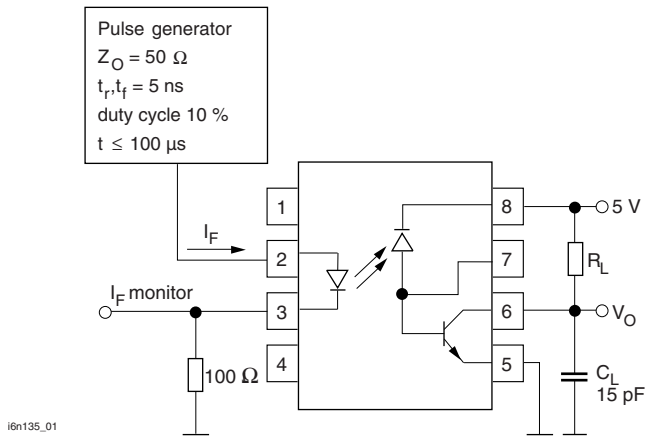 Pulse generator
Z_O = 50 Ω
t_r,t_f = 5 ns
duty cycle 10 %
t ≤ 100 µs
1
8
5 V
I_F
2
7
R_L
I_F monitor
3
6
V_O
4
5
100 Ω
C_L
15 pF
i6n135_01